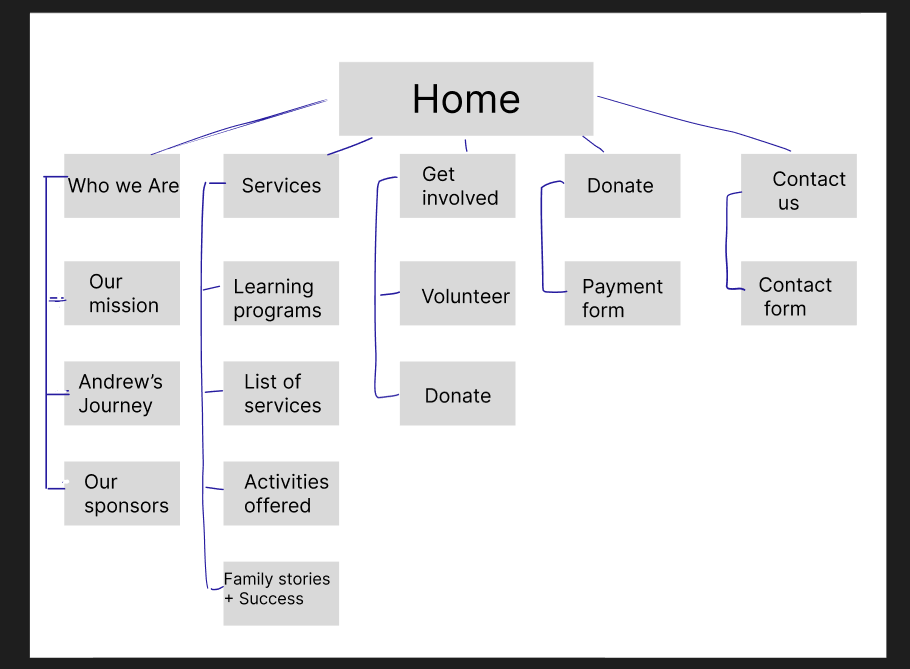 Home
Who we Are
Services
Get
involved
Donate
Contact
us
Our
mission
Learning
programs
Volunteer
Payment
form
Contact
form
Andrew’s
Journey
List of
services
Donate
Our
sponsors
Activities
offered
Family stories
+ Success